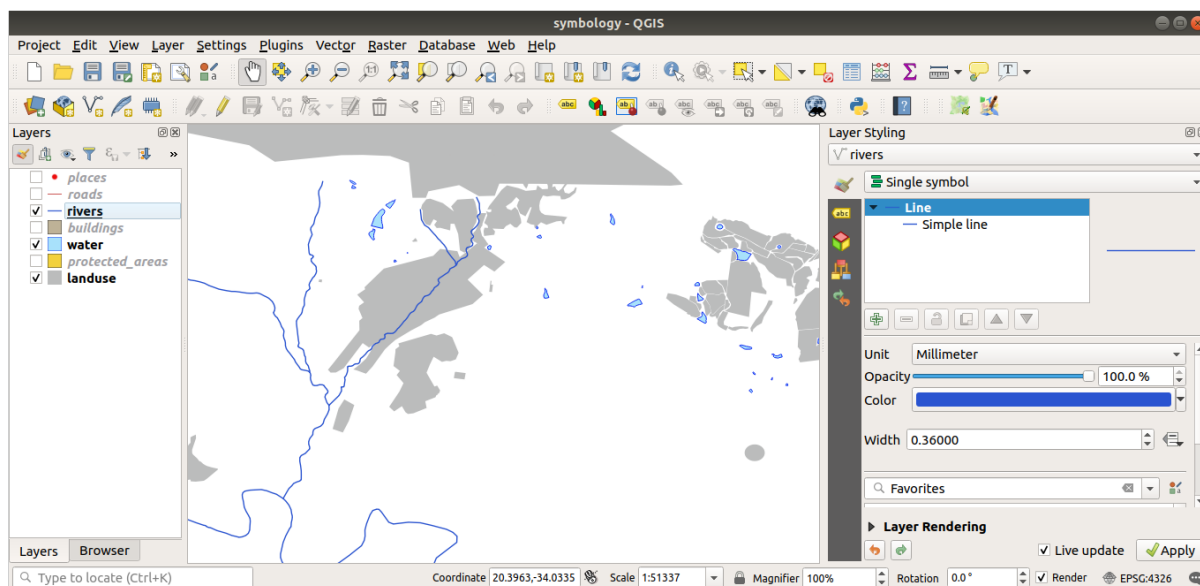 symbology - QGIS
Project Edit View Layer Settings Plugins Vector Raster Database Web Help
Layers
places
roads
rivers
buildings
water
protected_areas
landuse
Layers Browser
Layer Styling
rivers
Single symbol
Line
Simple line
Unit Millimeter
Opacity 100.0 %
Color
Width 0.36000
Favorites
Layer Rendering
Live update Apply
Type to locate (Ctrl+K) Coordinate 20.3963,-34.0335 Scale 1:51337 Magnifier 100% Rotation 0.0° Render EPSG:4326